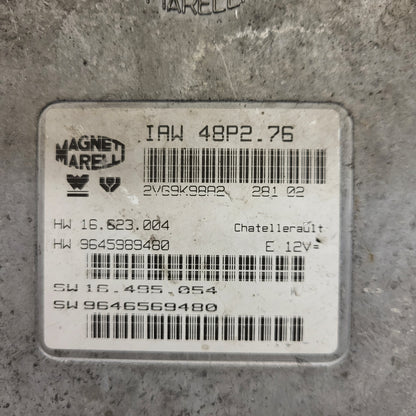 MARELLI
MAGNETI
MARELLI
IAW 48P2.76
2VG9K98A2 281 02
HW 16.623.004 Chatellerault
HW 9645989480 E 12V=
SW 16.495.054
SW 9646569480